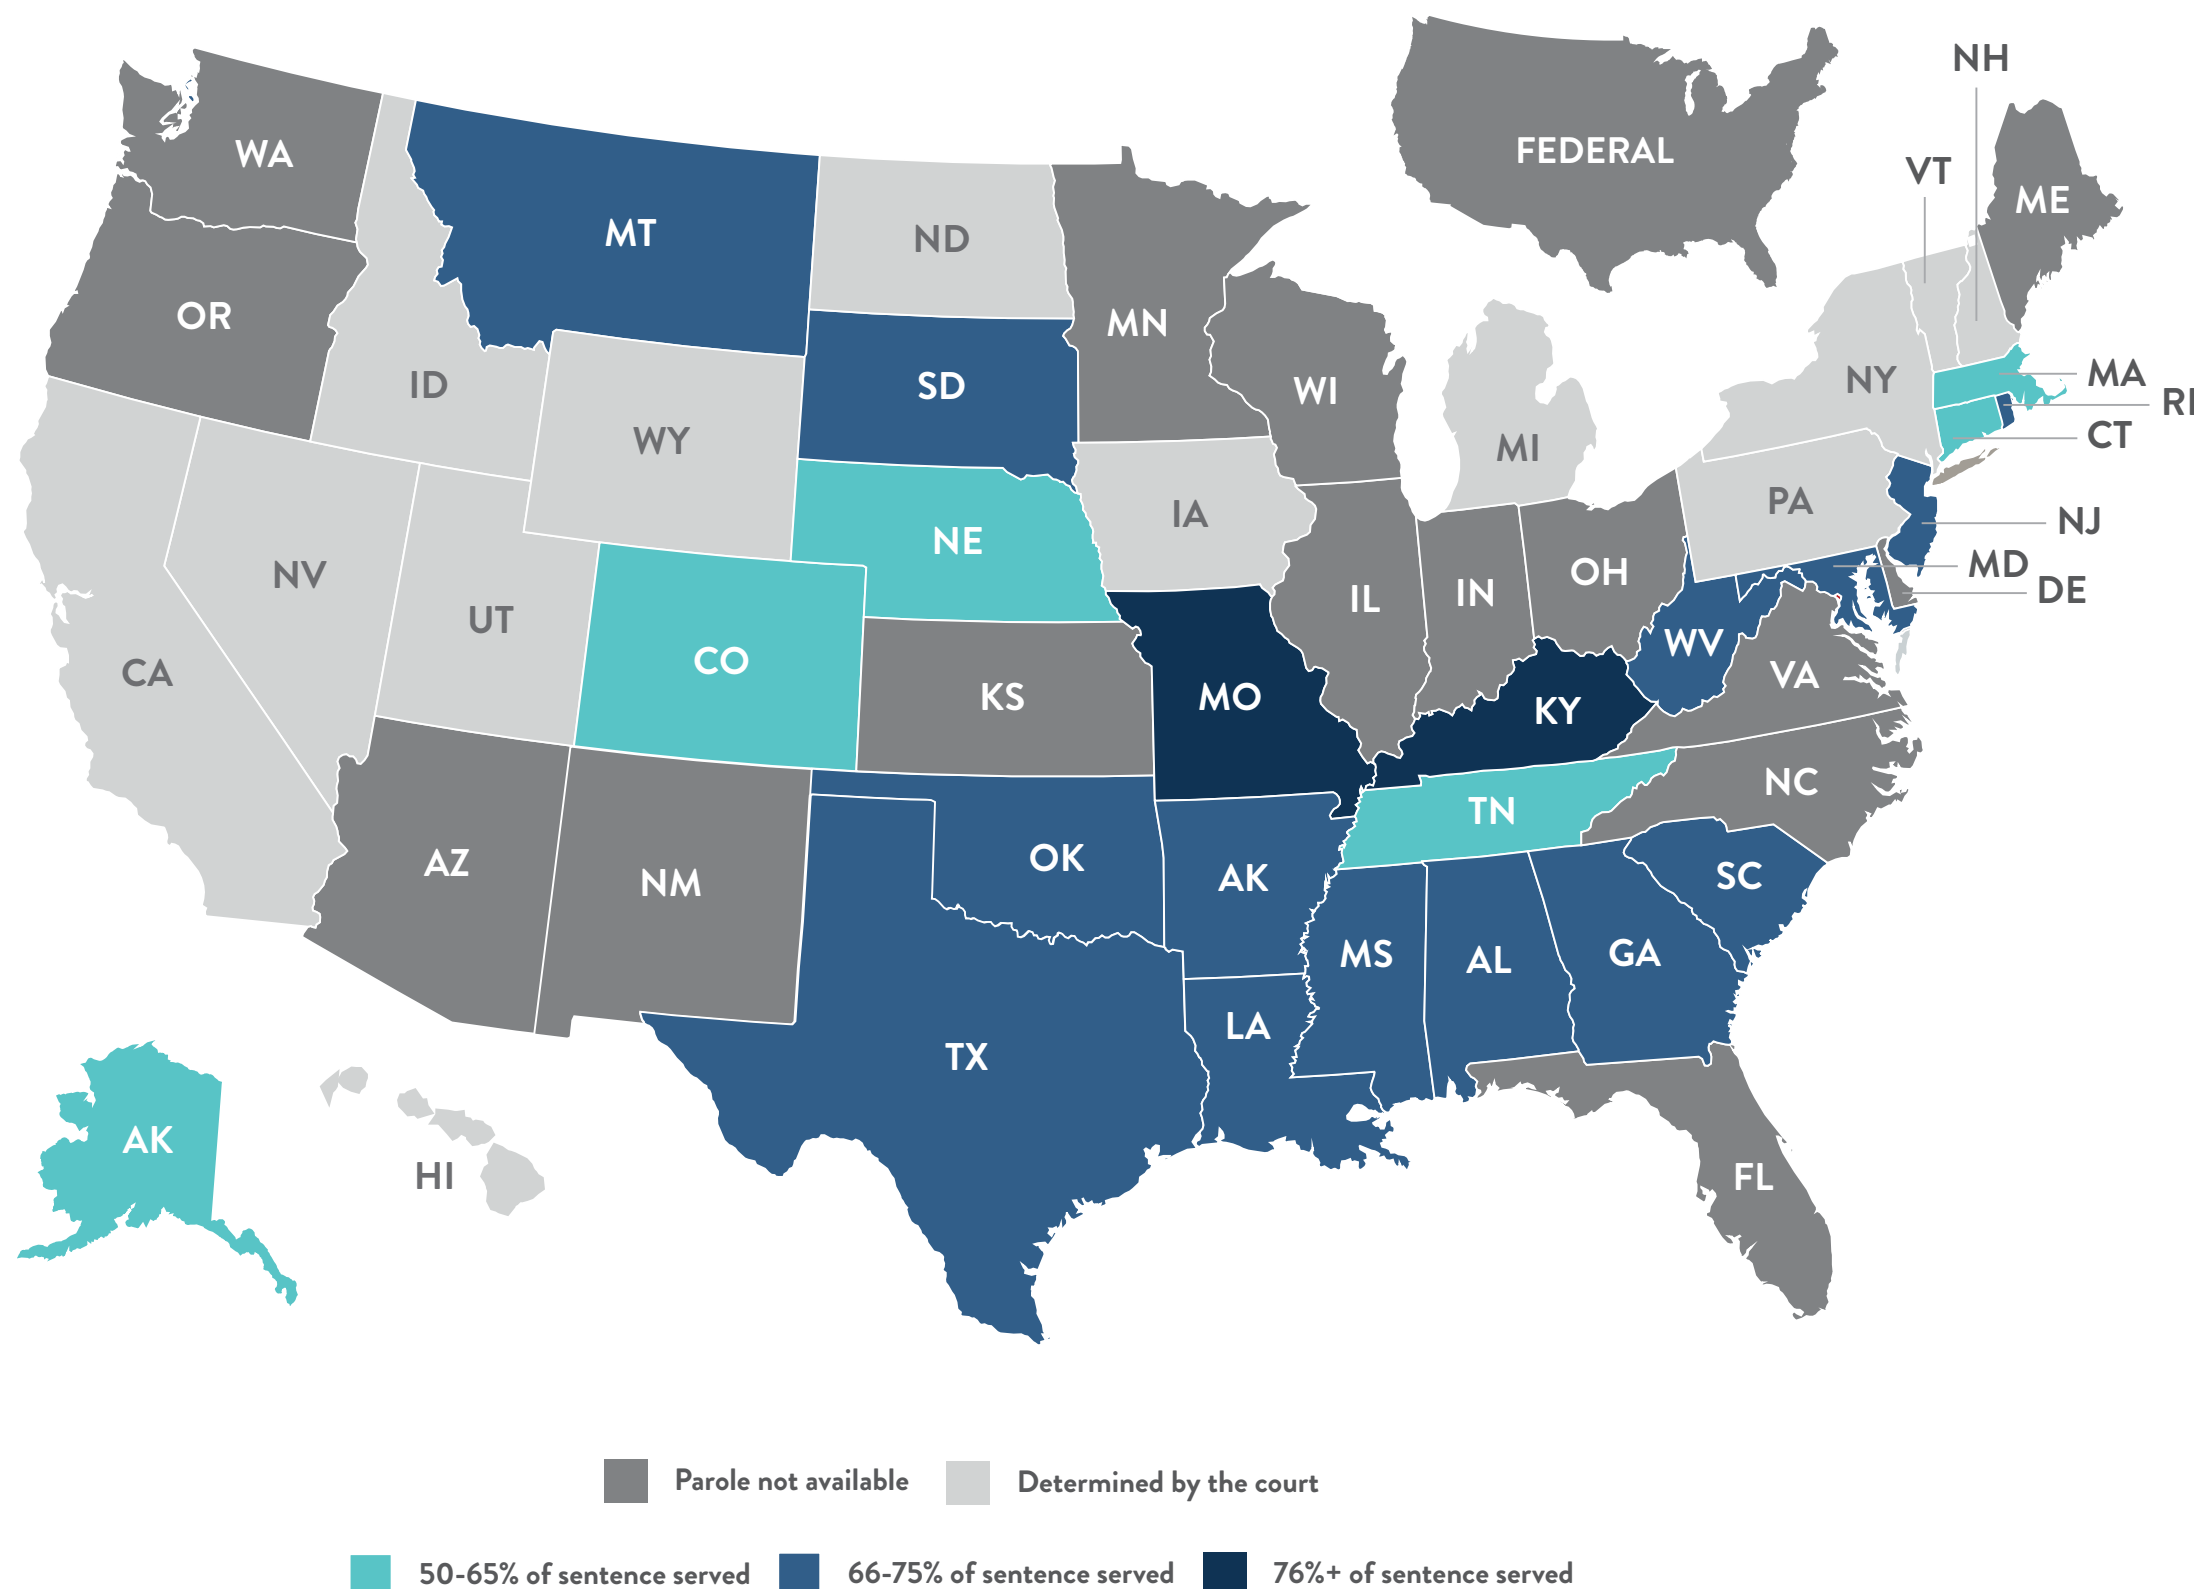 NH
FEDERAL
WA
VT
ME
MT
ND
OR
MN
MA
NY
ID
SD
WI
RI
WY
CT
MI
PA
IA
NJ
NE
MD
NV
OH
DE
IL
IN
UT
WV
CO
CA
VA
KS
MO
KY
NC
TN
AZ
NM
OK
AK
SC
MS
AL
GA
LA
TX
AK
HI
FL
Parole not available
Determined by the court
50-65% of sentence served
66-75% of sentence served
76%+ of sentence served